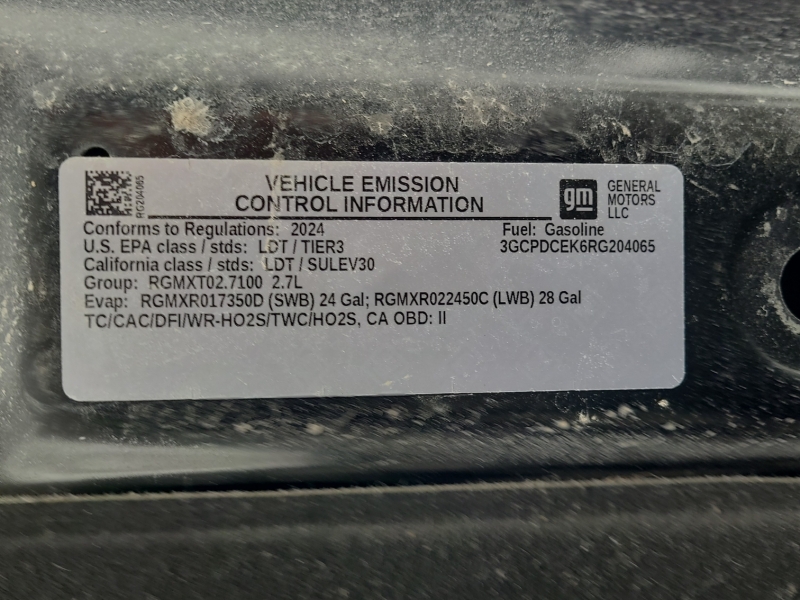 RG204065
VEHICLE EMISSION
CONTROL INFORMATION
gm
GENERAL
MOTORS
LLC
Conforms to Regulations: 2024
Fuel: Gasoline
U.S. EPA class / stds: LDT / TIER3
3GCPDCEK6RG204065
California class / stds: LDT / SULEV30
Group: RGMXT02.7100 2.7L
Evap: RGMXR017350D (SWB) 24 Gal; RGMXR022450C (LWB) 28 Gal
TC/CAC/DFI/WR-HO2S/TWC/HO2S, CA OBD: II